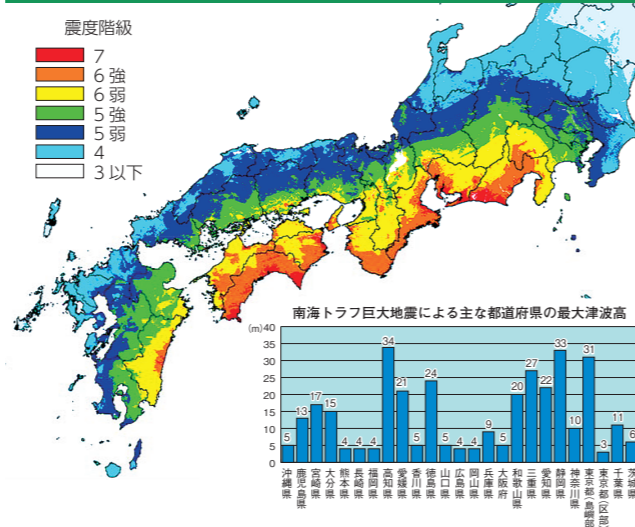 震度階級
7
6強
6弱
5強
5弱
4
3以下
南海トラフ巨大地震による主な都道府県の最大津波高
(m)
40
35
30
25
20
15
10
5
0
5
13
17
15
4
4
4
34
21
5
24
5
4
4
9
5
20
27
22
33
10
31
3
11
6
沖縄県
鹿児島県
宮崎県
大分県
熊本県
長崎県
福岡県
高知県
愛媛県
香川県
徳島県
山口県
広島県
岡山県
兵庫県
大阪府
和歌山県
三重県
愛知県
静岡県
神奈川県
東京都(島嶼部)
東京都(区部)
千葉県
茨城県